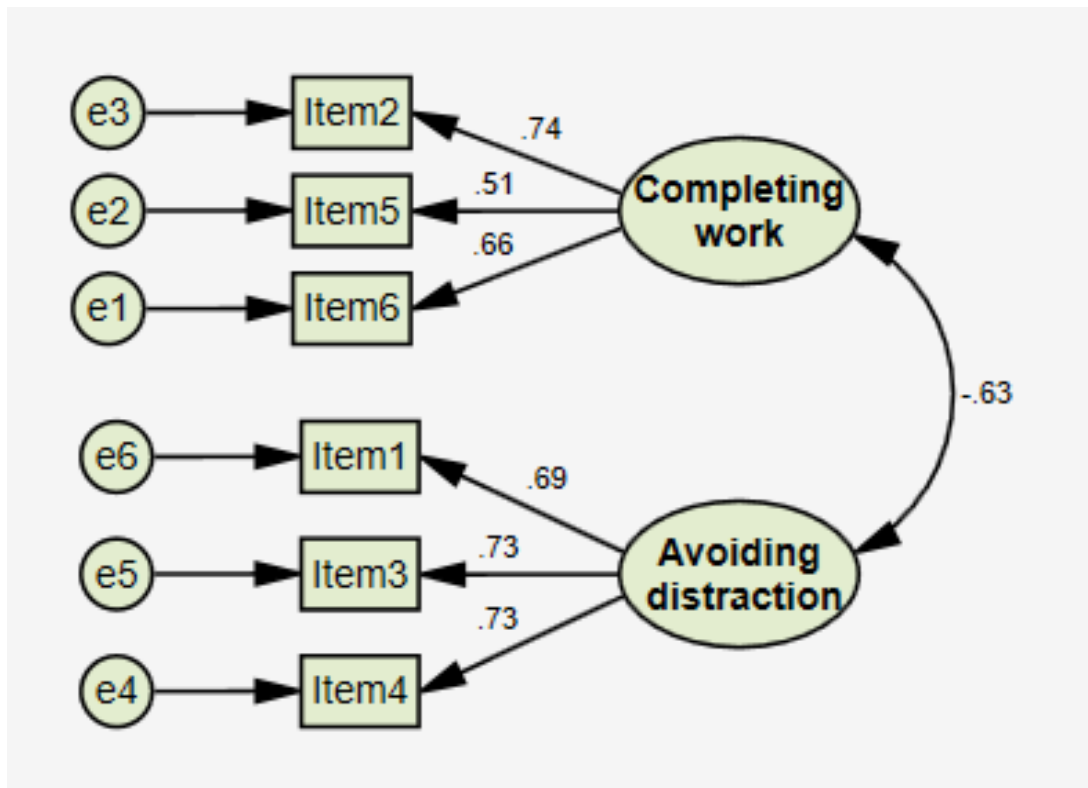 e3
Item2
.74
e2
Item5
.51
Completing
work
e1
Item6
.66
-.63
e6
Item1
.69
e5
Item3
.73
Avoiding
distraction
e4
Item4
.73